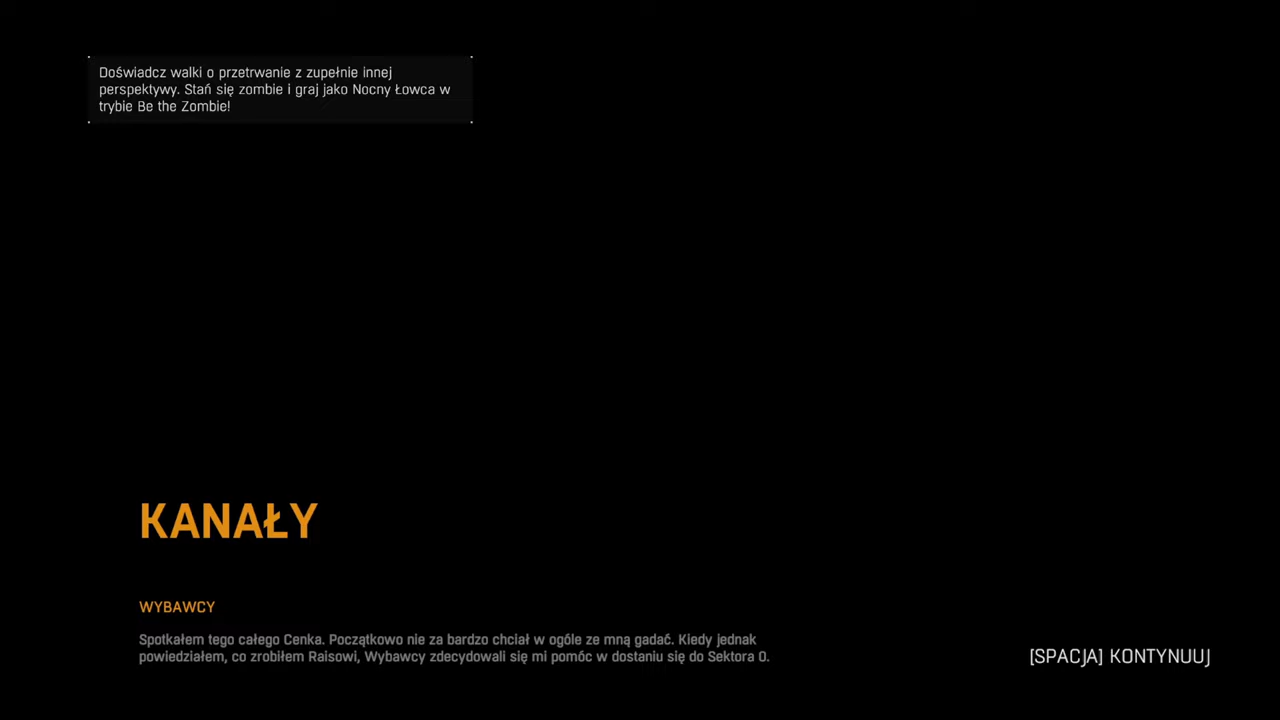 Doświadcz walki o przetrwanie z zupełnie innej
perspektywy. Stań się zombie i graj jako Nocny Łowca w
trybie Be the Zombie!
KANAŁY
WYBAWCY
Spotkałem tego całego Cenka. Początkowo nie za bardzo chciał w ogóle ze mną gadać. Kiedy jednak
powiedziałem, co zrobiłem Raisowi, Wybawcy zdecydowali się mi pomóc w dostaniu się do Sektora 0.
[SPACJA] KONTYNUUJ